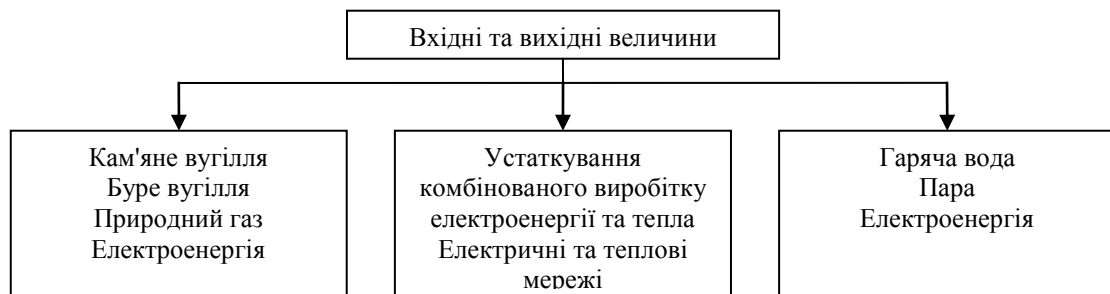 Вхідні та вихідні величини
Кам'яне вугілля
Буре вугілля
Природний газ
Електроенергія
Устаткування
комбінованого виробітку
електроенергії та тепла
Електричні та теплові
мережі
Гаряча вода
Пара
Електроенергія